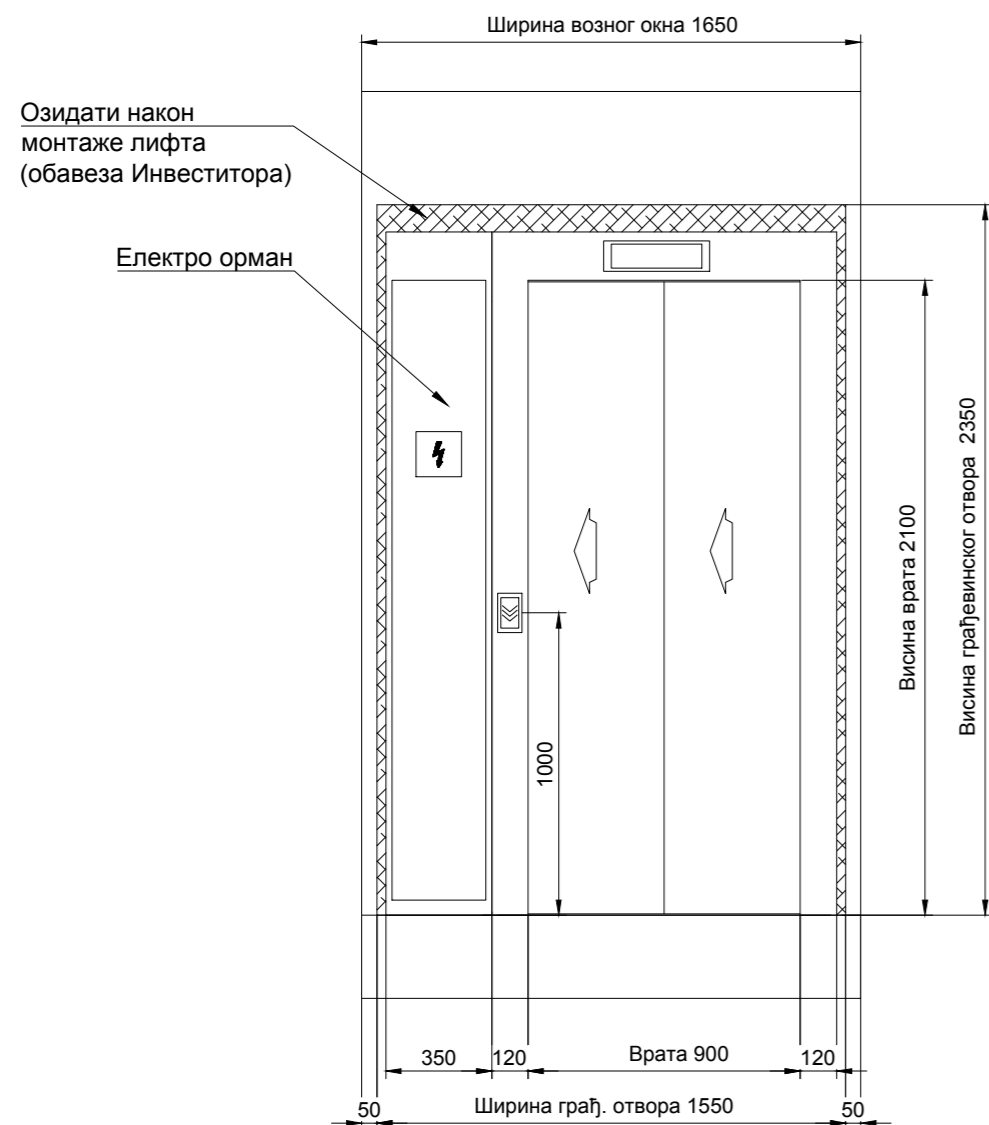 Ширина возног окна 1650
Озидати након
монтаже лифта
(обавеза Инвеститора)
Електро орман
Висина врата 2100
Висина грађевинског отвора 2350
1000
350
120
Врата 900
120
50
Ширина грађ. отвора 1550
50